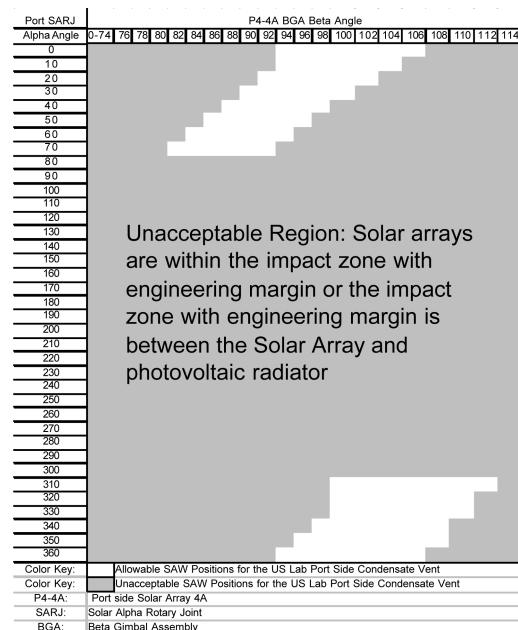 Port SARJ P4-4A BGA Beta Angle
Alpha Angle 0-74 76 78 80 82 84 86 88 90 92 94 96 98 100 102 104 106 108 110 112 114
0
10
20
30
40
50
60
70
80
90
100
110
120
130
140
150
160
170
180
190
200
210
220
230
240
250
260
270
280
290
300
310
320
330
340
350
360
Unacceptable Region: Solar arrays
are within the impact zone with
engineering margin or the impact
zone with engineering margin is
between the Solar Array and
photovoltaic radiator
Color Key: Allowable SAW Positions for the US Lab Port Side Condensate Vent
Color Key: Unacceptable SAW Positions for the US Lab Port Side Condensate Vent
P4-4A: Port side Solar Array 4A
SARJ: Solar Alpha Rotary Joint
BGA: Beta Gimbal Assembly